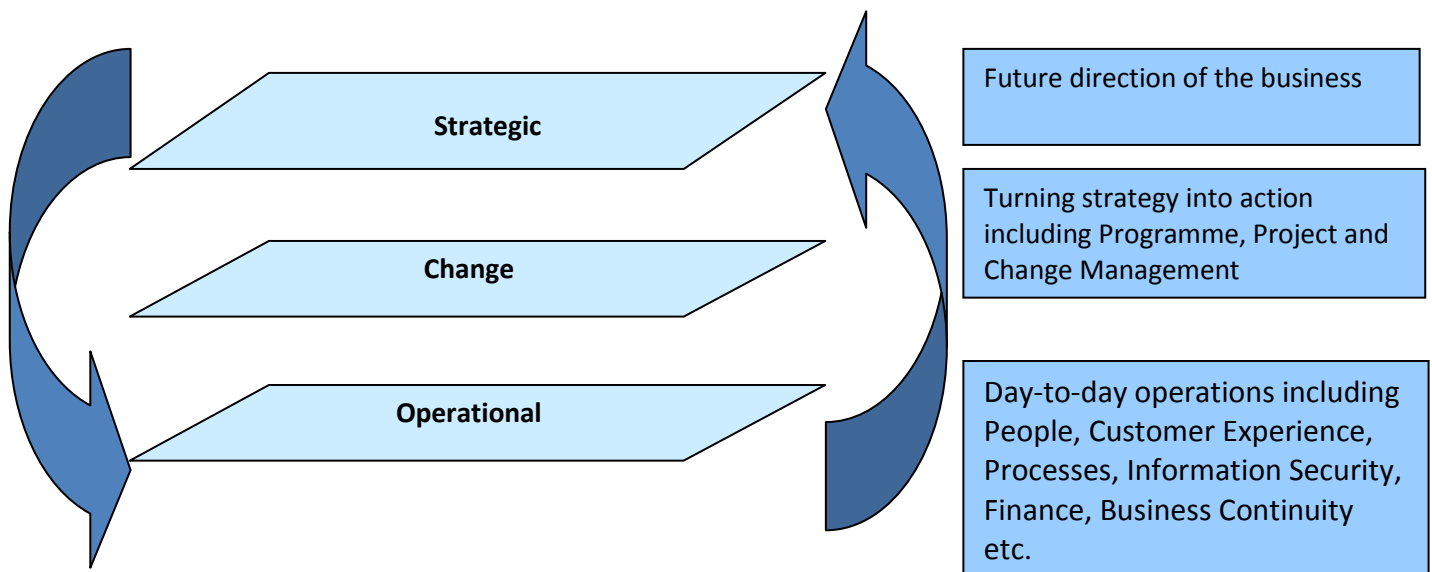 Strategic
Future direction of the business
Change
Turning strategy into action
including Programme, Project and
Change Management
Operational
Day-to-day operations including
People, Customer Experience,
Processes, Information Security,
Finance, Business Continuity
etc.